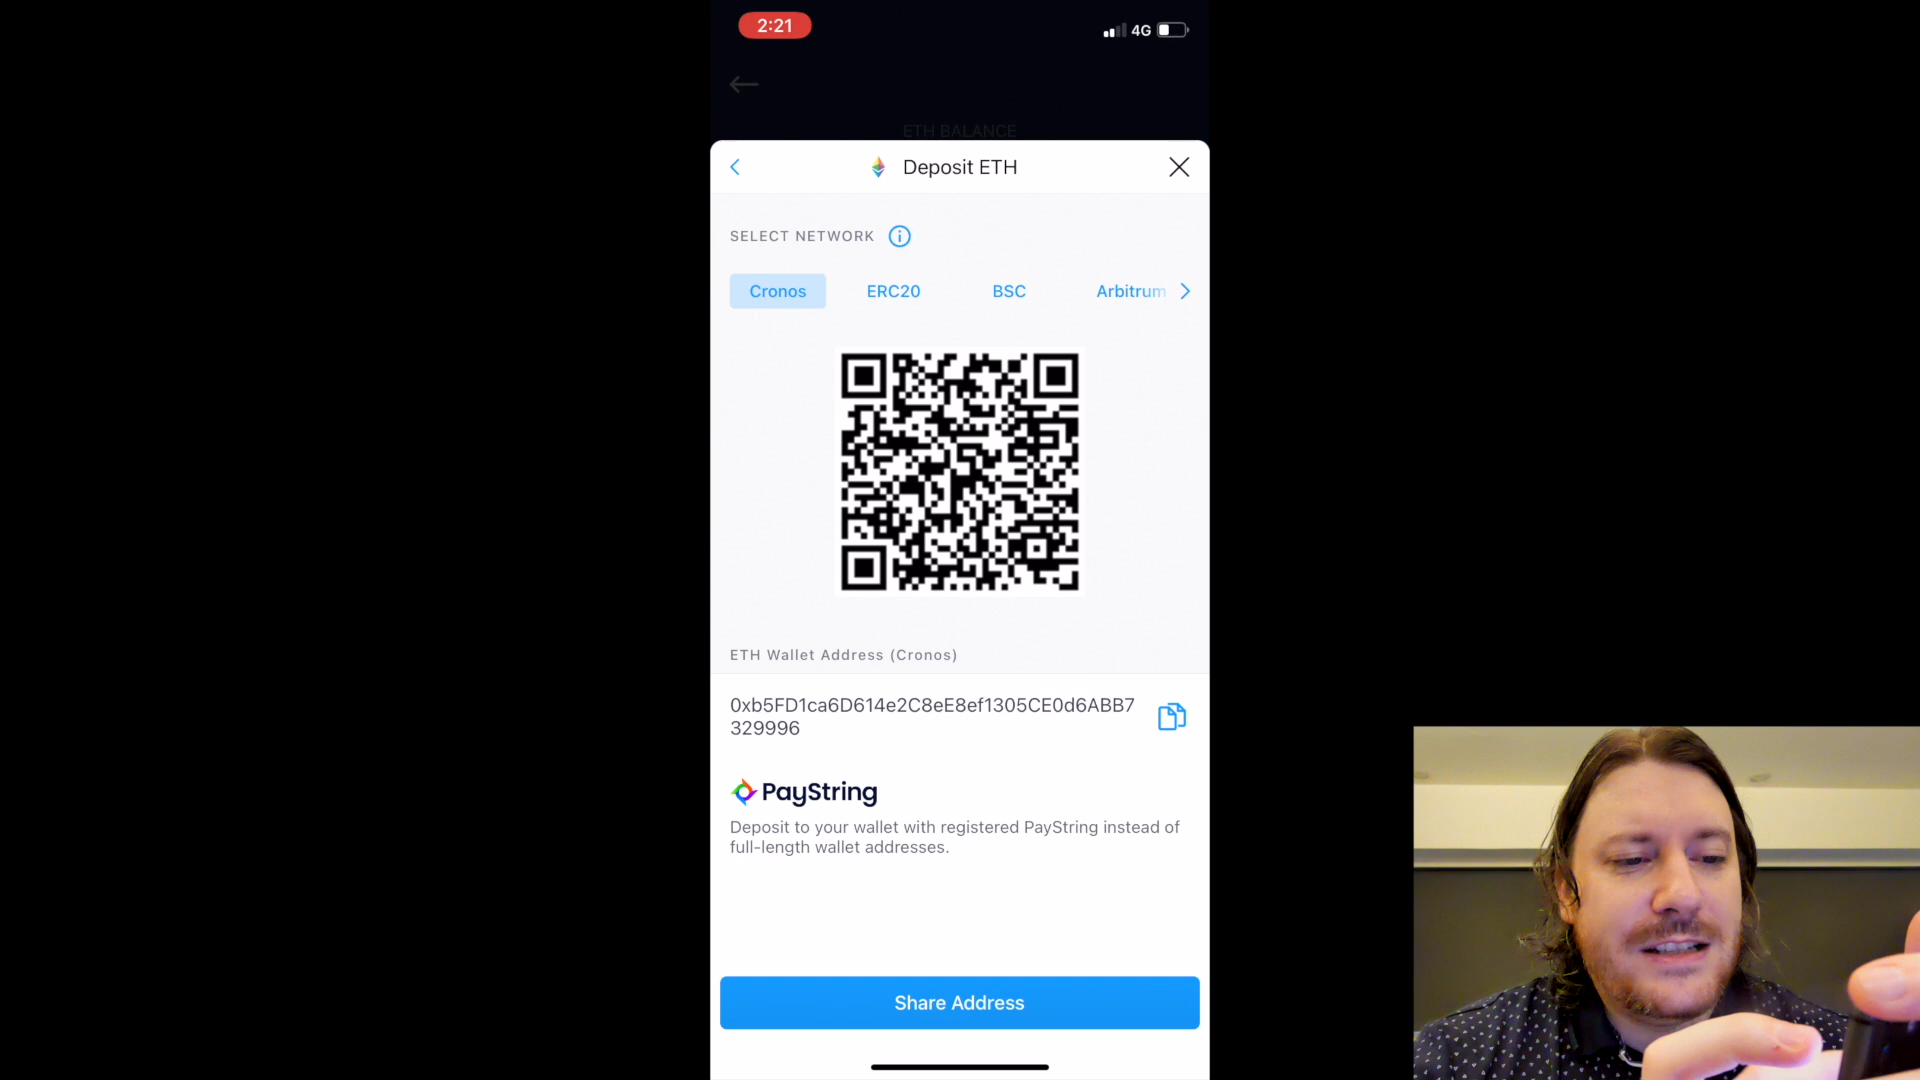 2:21
4G
ETH BALANCE
Deposit ETH
SELECT NETWORK
Cronos ERC20 BSC Arbitrum
ETH Wallet Address (Cronos)
0xb5FD1ca6D614e2C8eE8ef1305CE0d6ABB7
329996
PayString
Deposit to your wallet with registered PayString instead of
full-length wallet addresses.
Share Address